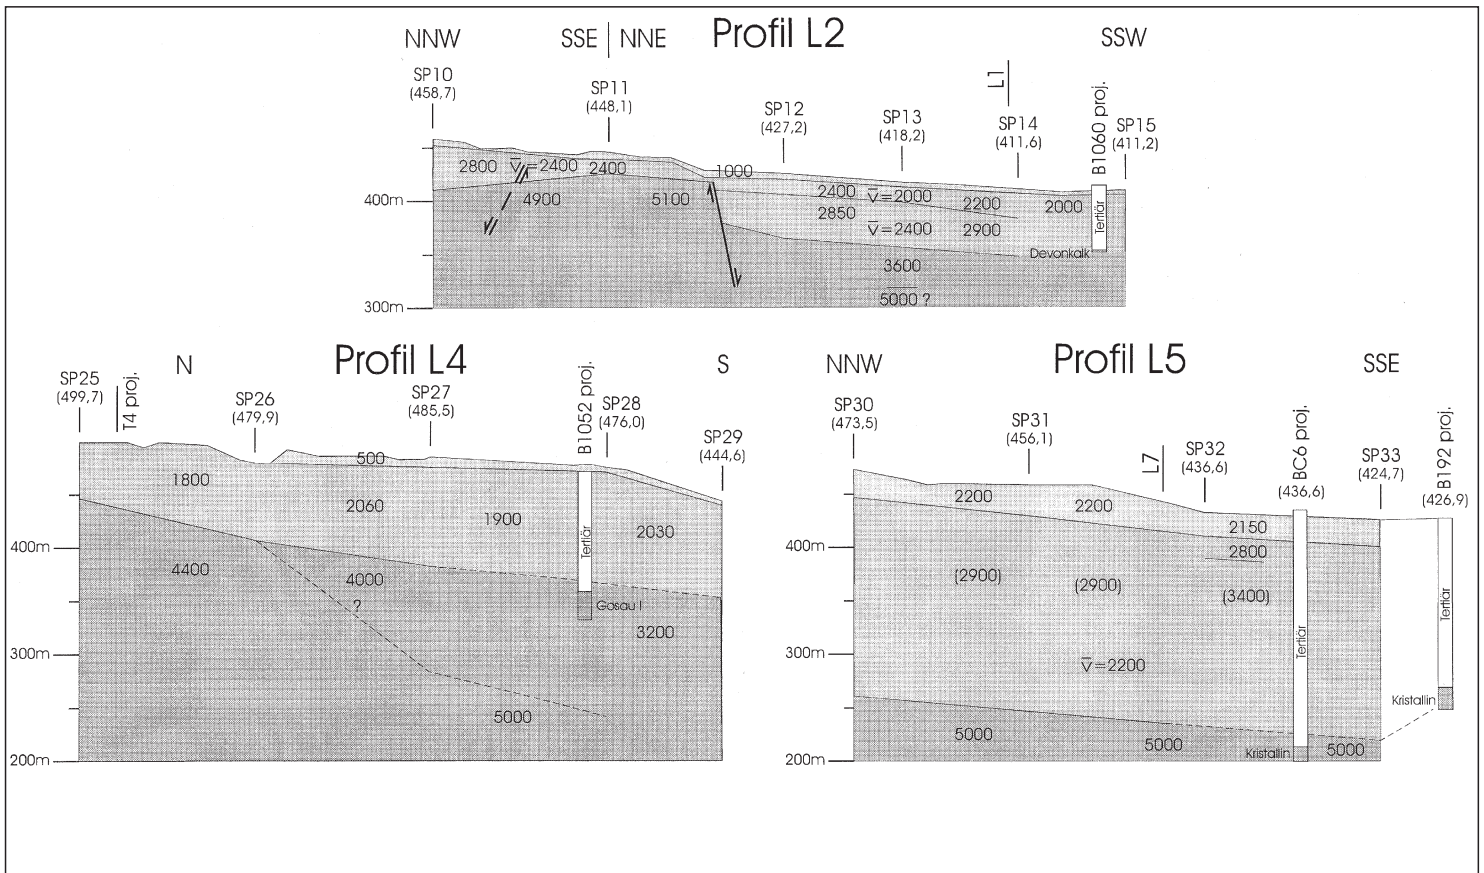 Profil L2
NNW
SSE
NNE
SSW
SP10
(458,7)
SP11
(448,1)
SP12
(427,2)
SP13
(418,2)
L1
SP14
(411,6)
B1060 proj.
SP15
(411,2)
2800
V̅=2400
2400
1000
4900
5100
2400
V̅=2000
2200
2000
2850
V̅=2400
2900
Tertiär
Devonkalk
3600
5000 ?
400m
300m
Profil L4
N
S
SP25
(499,7)
T4 proj.
SP26
(479,9)
SP27
(485,5)
B1052 proj.
SP28
(476,0)
SP29
(444,6)
500
1800
2060
1900
2030
Tertiär
4400
4000
?
Gosau I
3200
5000
400m
300m
200m
Profil L5
NNW
SSE
SP30
(473,5)
SP31
(456,1)
L7
SP32
(436,6)
BC6 proj.
(436,6)
SP33
(424,7)
B192 proj.
(426,9)
2200
2200
2150
2800
(2900)
(2900)
(3400)
Tertiär
Tertiär
V̅=2200
Kristallin
5000
5000
Kristallin
5000
400m
300m
200m